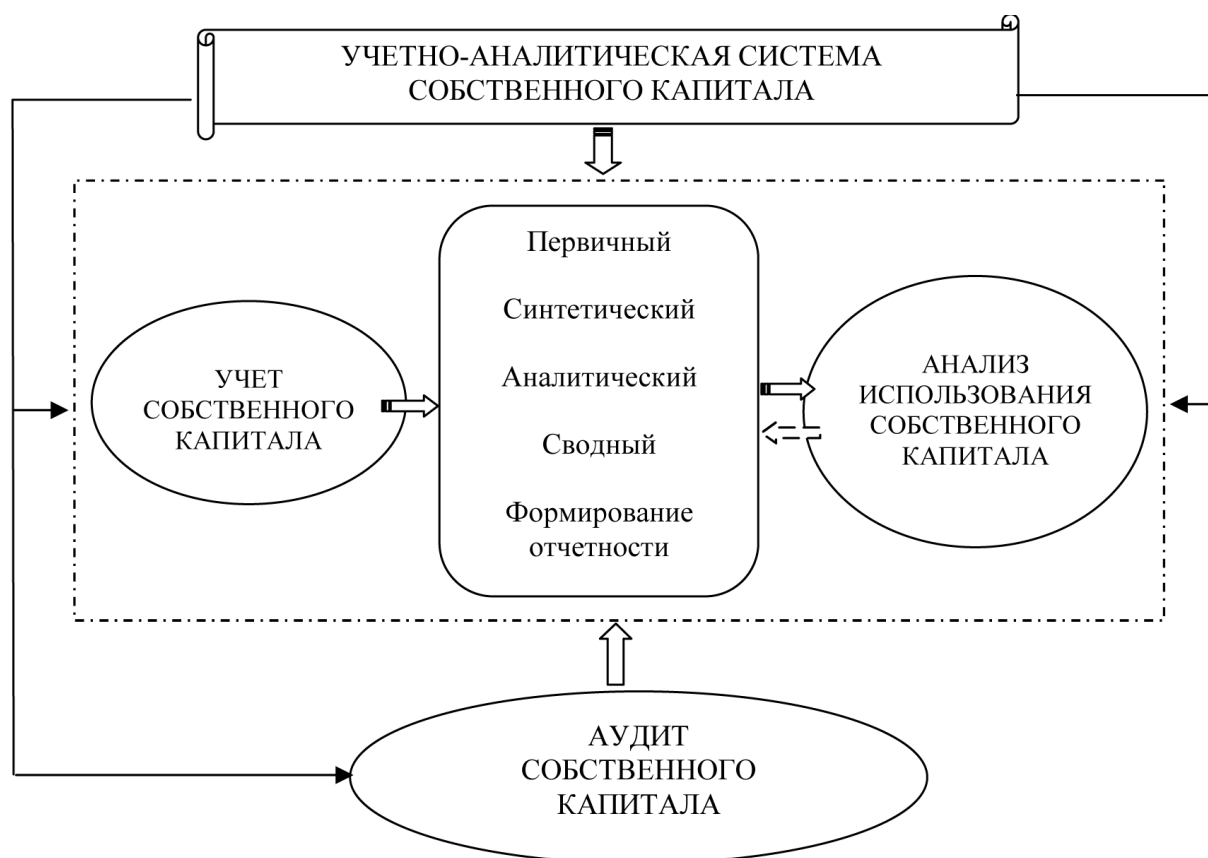 УЧЕТНО-АНАЛИТИЧЕСКАЯ СИСТЕМА
СОБСТВЕННОГО КАПИТАЛА
УЧЕТ
СОБСТВЕННОГО
КАПИТАЛА
Первичный
Синтетический
Аналитический
Сводный
Формирование
отчетности
АНАЛИЗ
ИСПОЛЬЗОВАНИЯ
СОБСТВЕННОГО
КАПИТАЛА
АУДИТ
СОБСТВЕННОГО
КАПИТАЛА